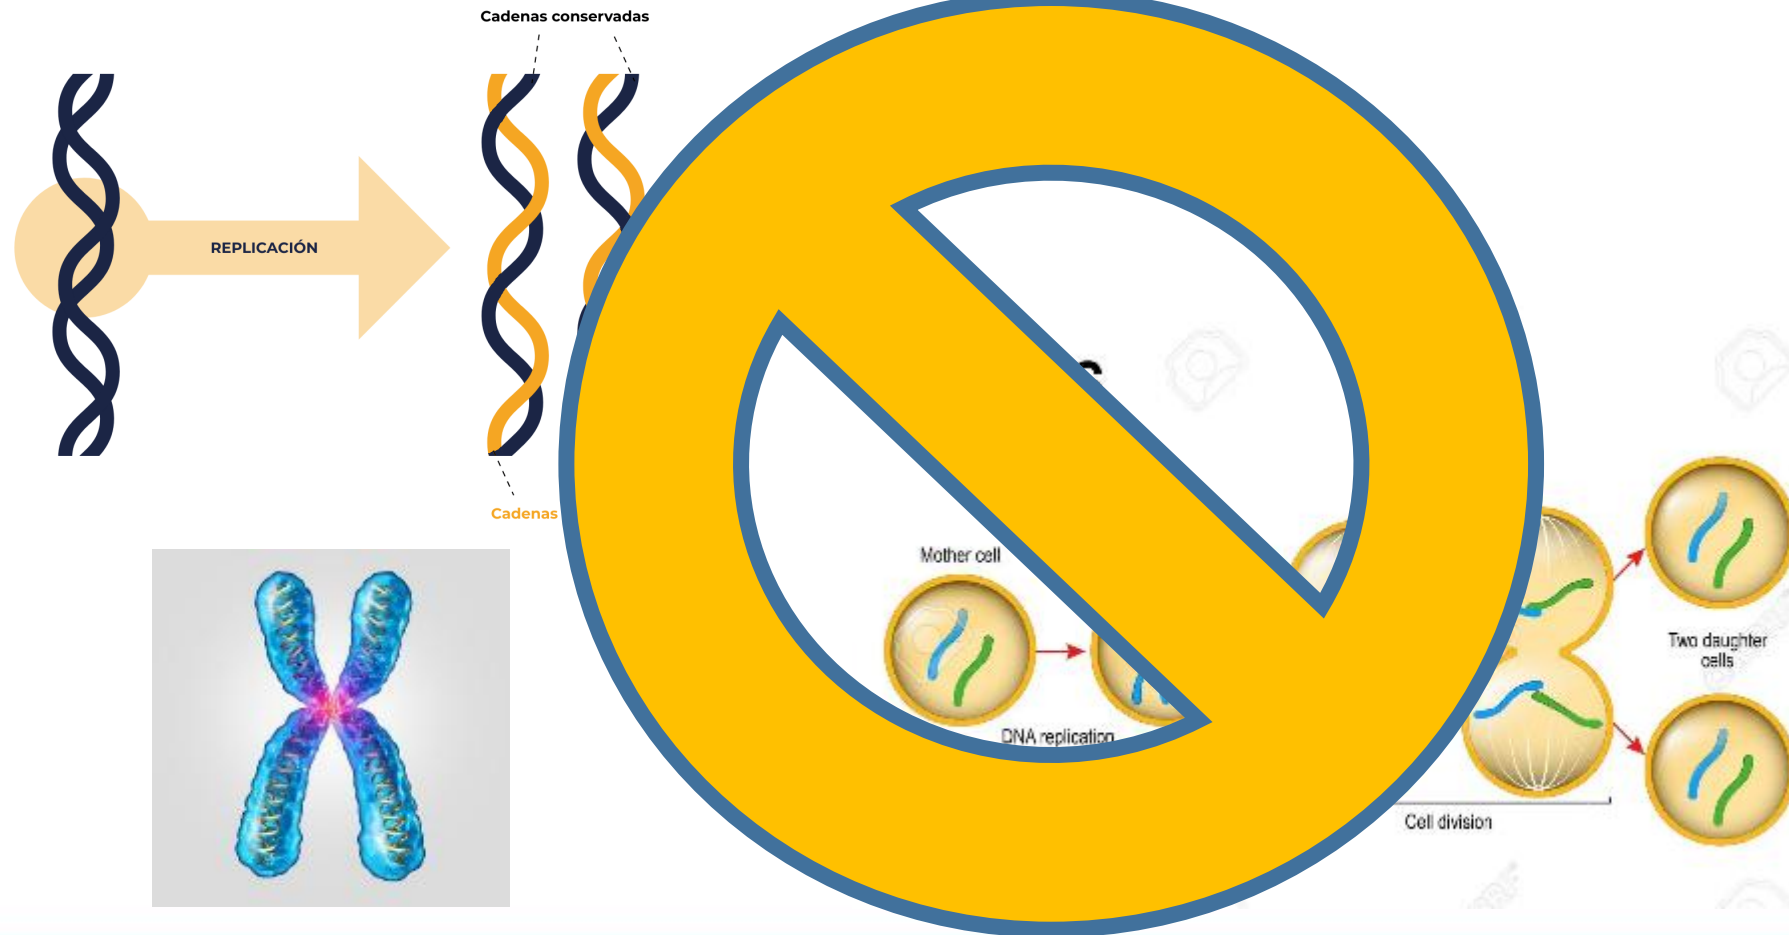 Cadenas conservadas
REPLICACIÓN
Cadenas
Mother cell
DNA replication
Two daughter
cells
Cell division